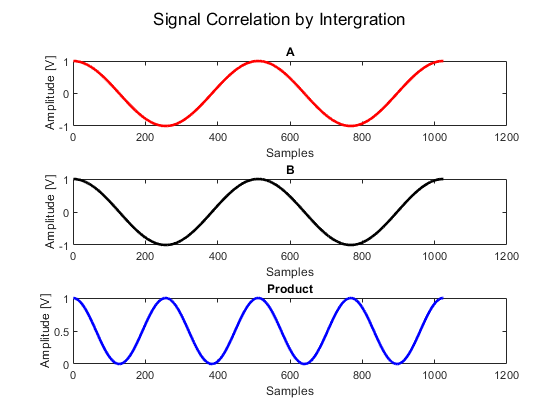 Signal Correlation by Intergration
A
Amplitude [V]
1
0
-1
0 200 400 600 800 1000 1200
Samples
B
Amplitude [V]
1
0
-1
0 200 400 600 800 1000 1200
Samples
Product
Amplitude [V]
1
0.5
0
0 200 400 600 800 1000 1200
Samples